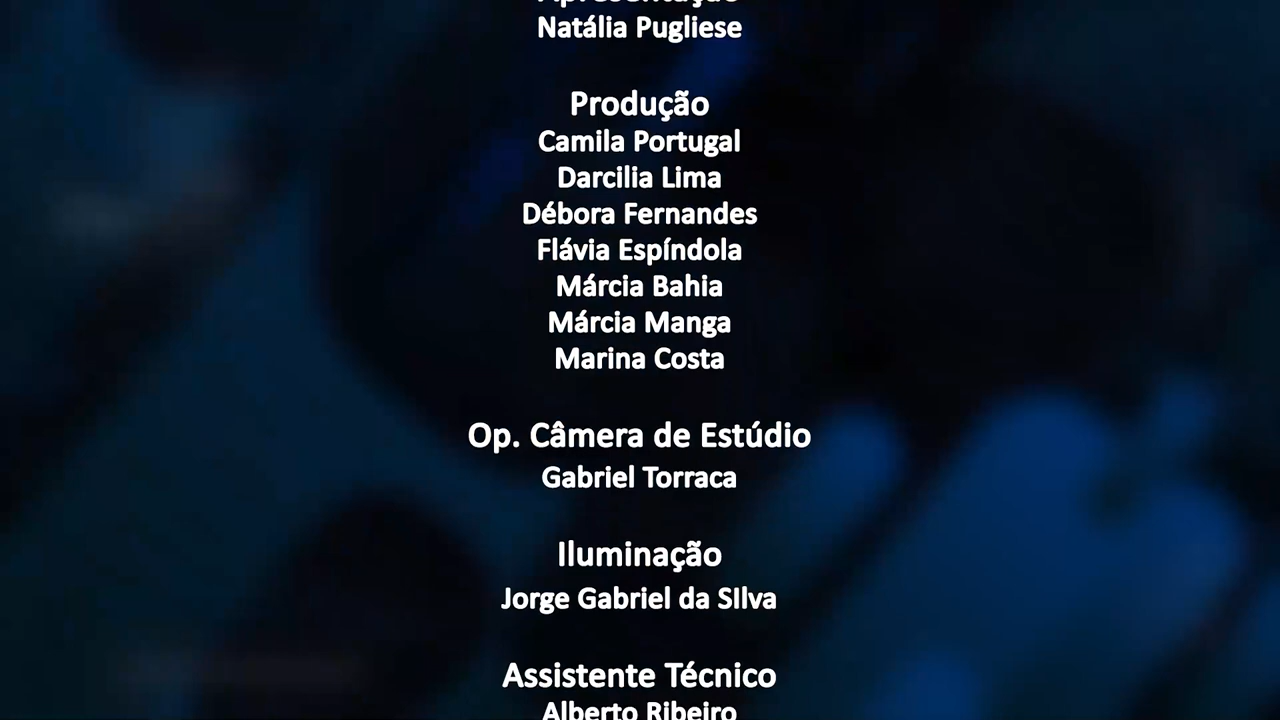 Apresentação
Natália Pugliese
Produção
Camila Portugal
Darcilia Lima
Débora Fernandes
Flávia Espíndola
Márcia Bahia
Márcia Manga
Marina Costa
Op. Câmera de Estúdio
Gabriel Torraca
Iluminação
Jorge Gabriel da SIlva
Assistente Técnico
Alberto Ribeiro